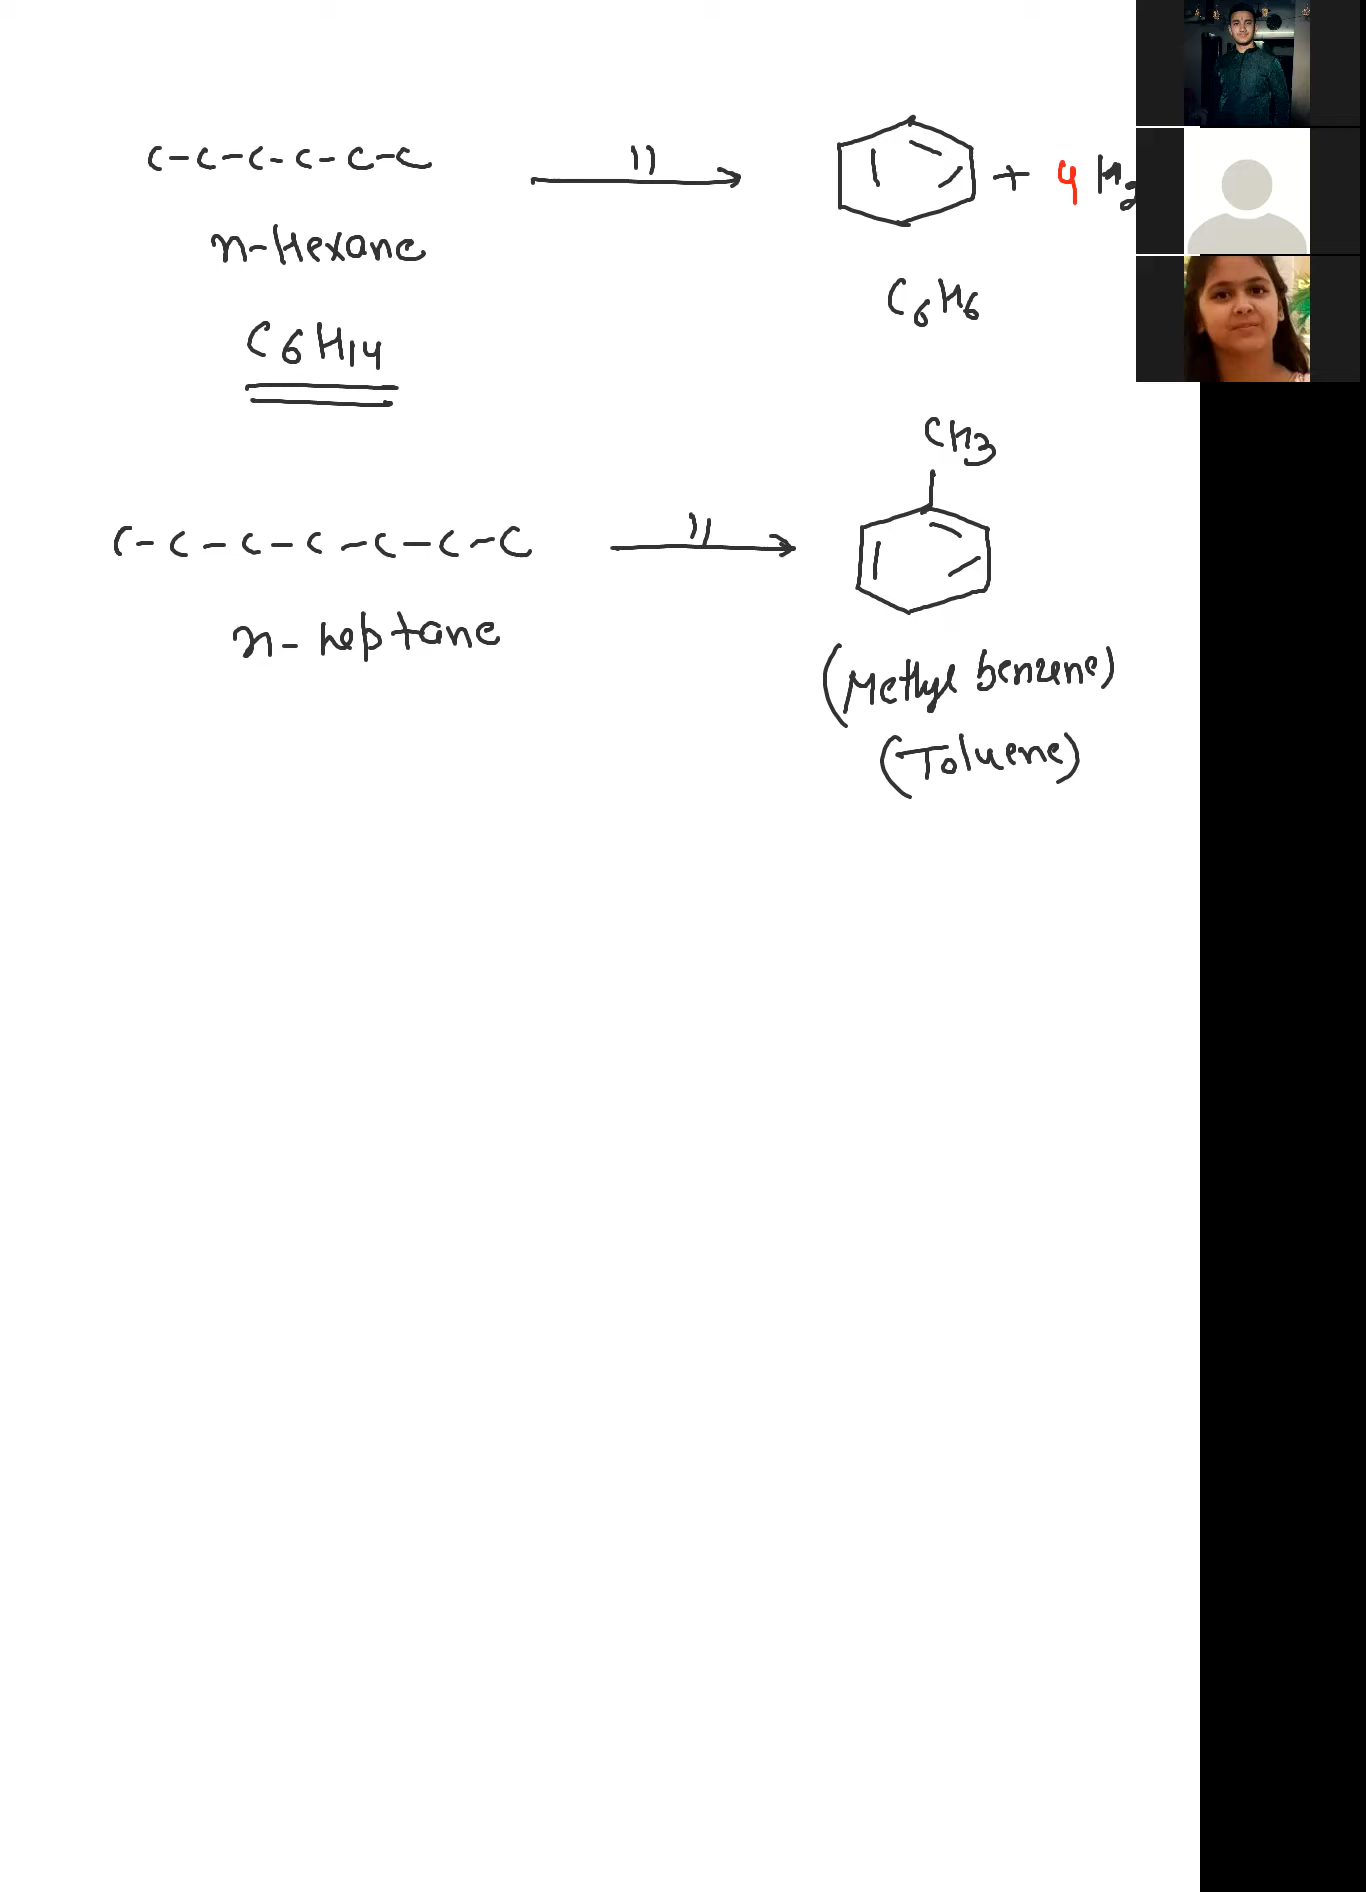 C-C-C-C-C-C
"
+ 4 H2
n-Hexane
C6H6
C6H14
CH3
C-C-C-C-C-C-C
"
n-heptane
(Methyl benzene)
(Toluene)